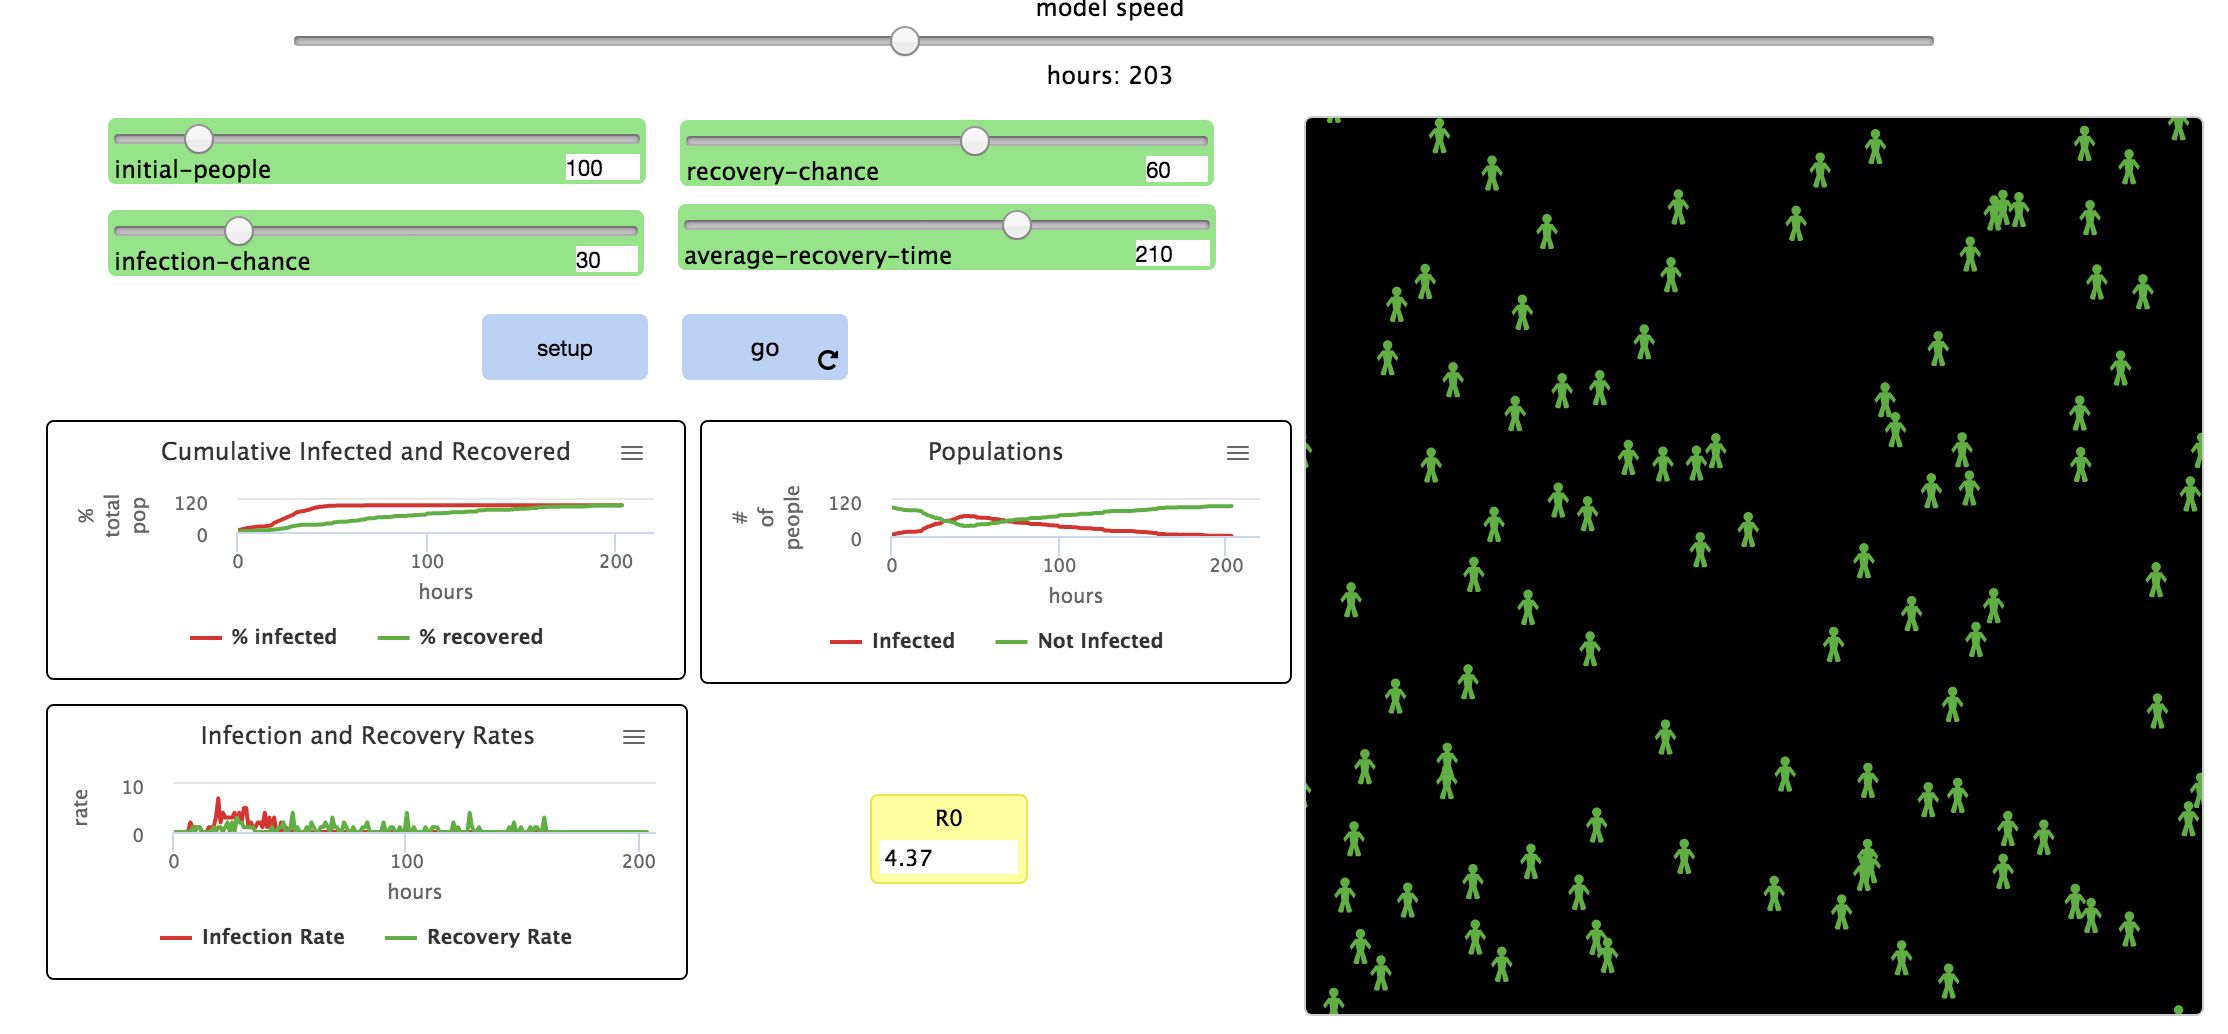 model speed
hours: 203
initial-people
100
recovery-chance
60
infection-chance
30
average-recovery-time
210
setup
go
Cumulative Infected and Recovered
% total pop
120
0
0
100
200
hours
% infected
% recovered
Populations
# of people
120
0
0
100
200
hours
Infected
Not Infected
Infection and Recovery Rates
rate
10
0
0
100
200
hours
Infection Rate
Recovery Rate
R0
4.37